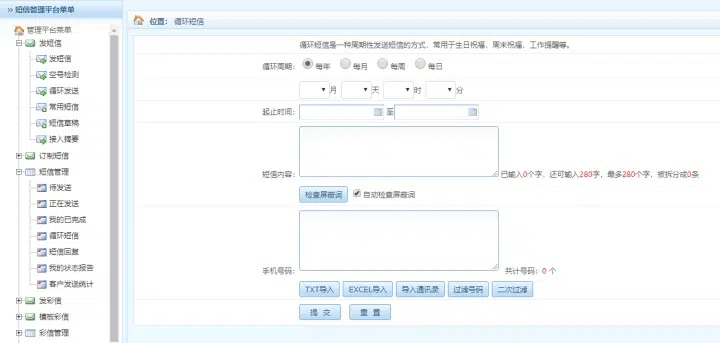 短信管理平台菜单
管理平台菜单
发短信
发短信
空号检测
循环发送
常用短信
短信草稿
接入摘要
订制短信
短信管理
待发送
正在发送
我的已完成
循环短信
短信回复
我的状态报告
客户发送统计
发彩信
模板彩信
彩信管理
位置： 循环短信
循环短信是一种周期性发送短信的方式，常用于生日祝福、周末祝福、工作提醒等。
循环周期： 每年 每月 每周 每日
月 天 时 分
起止时间： 至
短信内容： 已输入0个字，还可输入280字，最多280个字，被拆分成0条
检查屏蔽词 自动检查屏蔽词
手机号码： 共计号码：0 个
TXT导入 EXCEL导入 导入通讯录 过滤号码 二次过滤
提 交 重 置